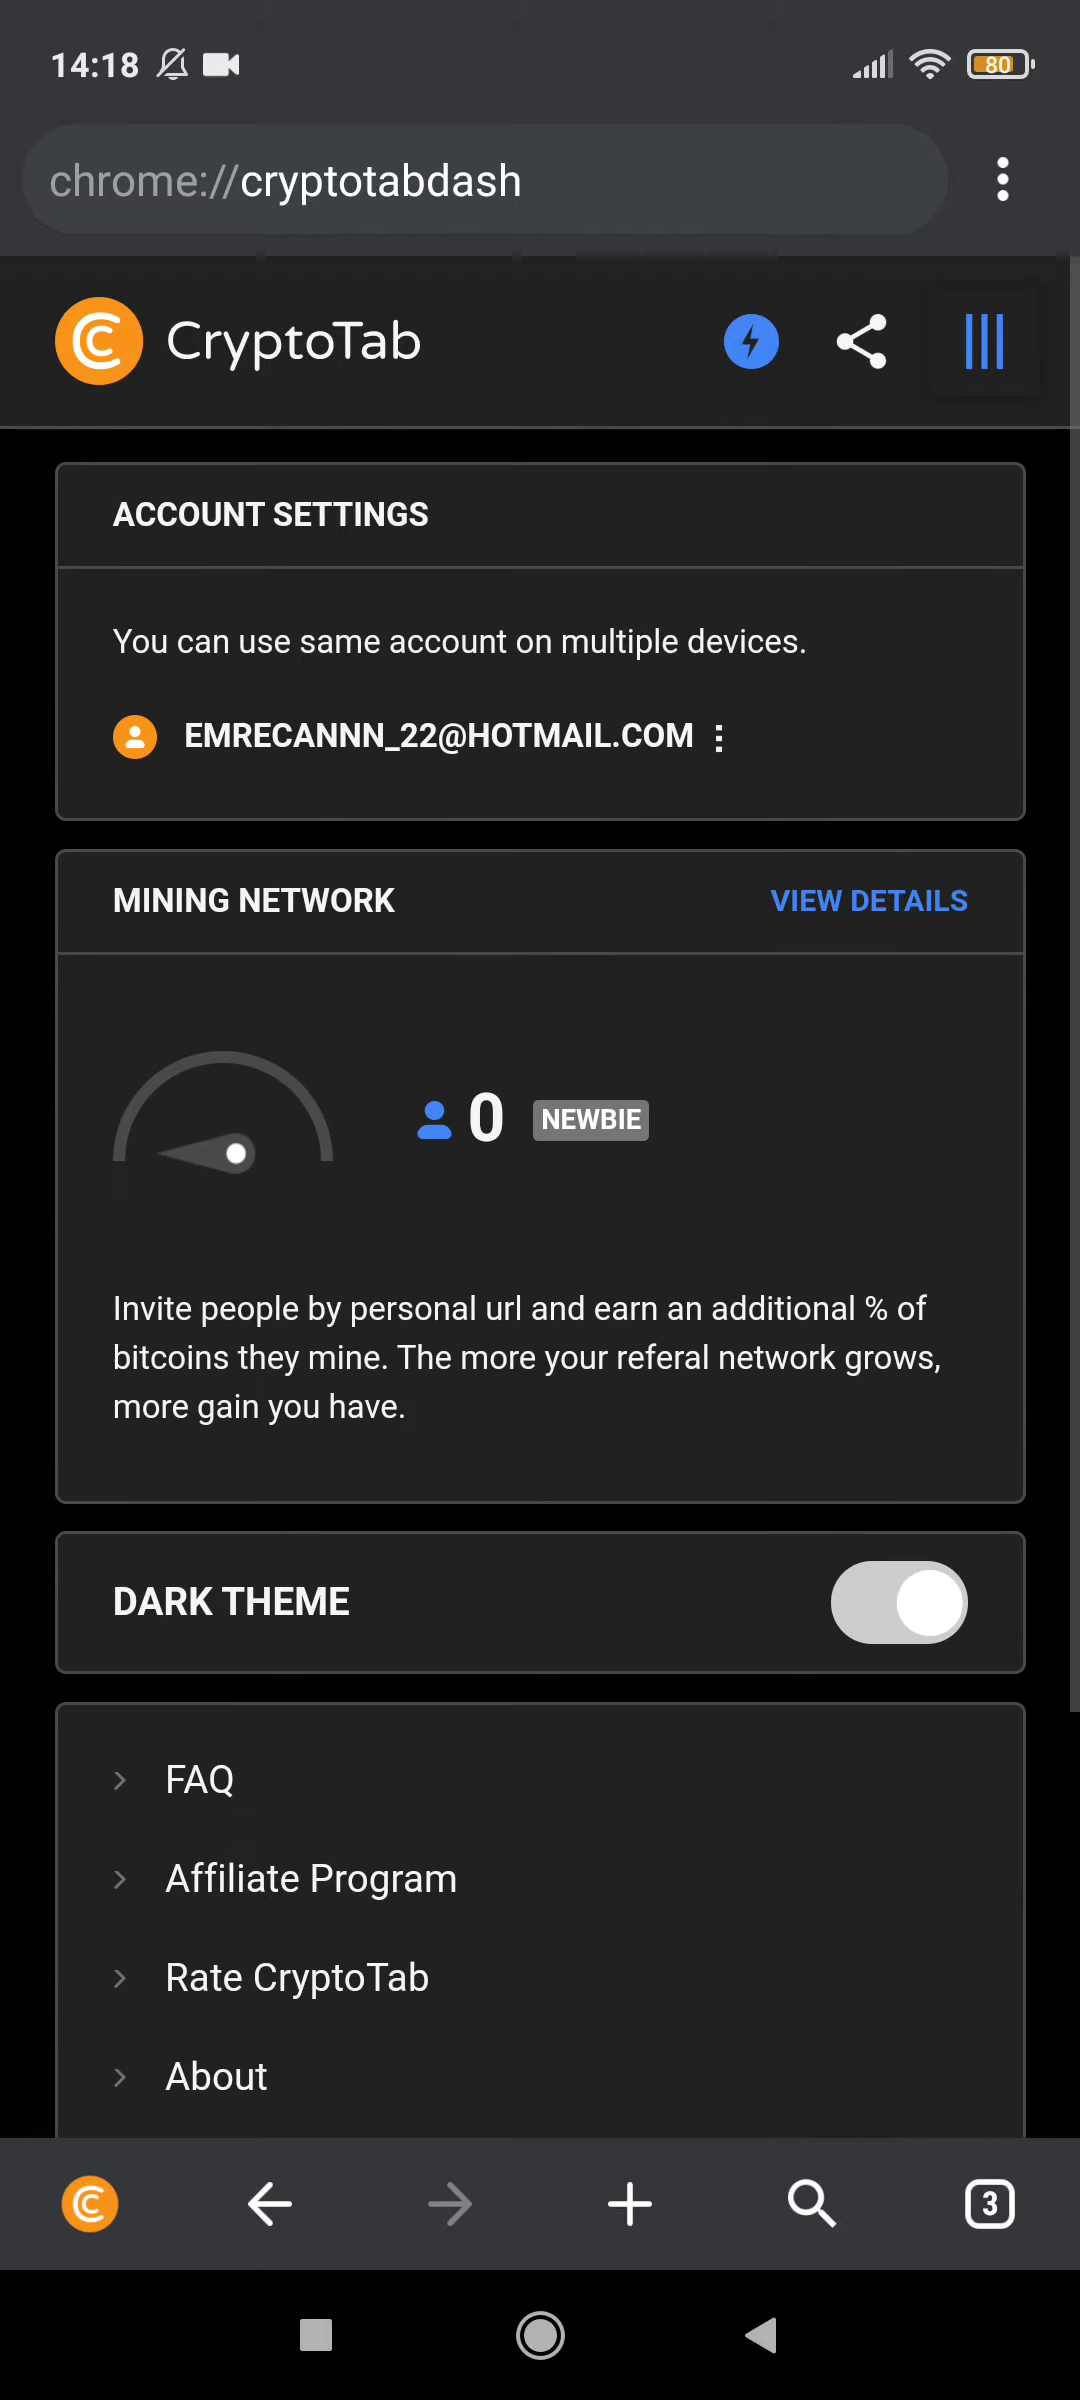 14:18
80
chrome://cryptotabdash
CryptoTab
ACCOUNT SETTINGS
You can use same account on multiple devices.
EMRECANNN_22@HOTMAIL.COM
MINING NETWORK
VIEW DETAILS
0 NEWBIE
Invite people by personal url and earn an additional % of
bitcoins they mine. The more your referal network grows,
more gain you have.
DARK THEME
FAQ
Affiliate Program
Rate CryptoTab
About
3